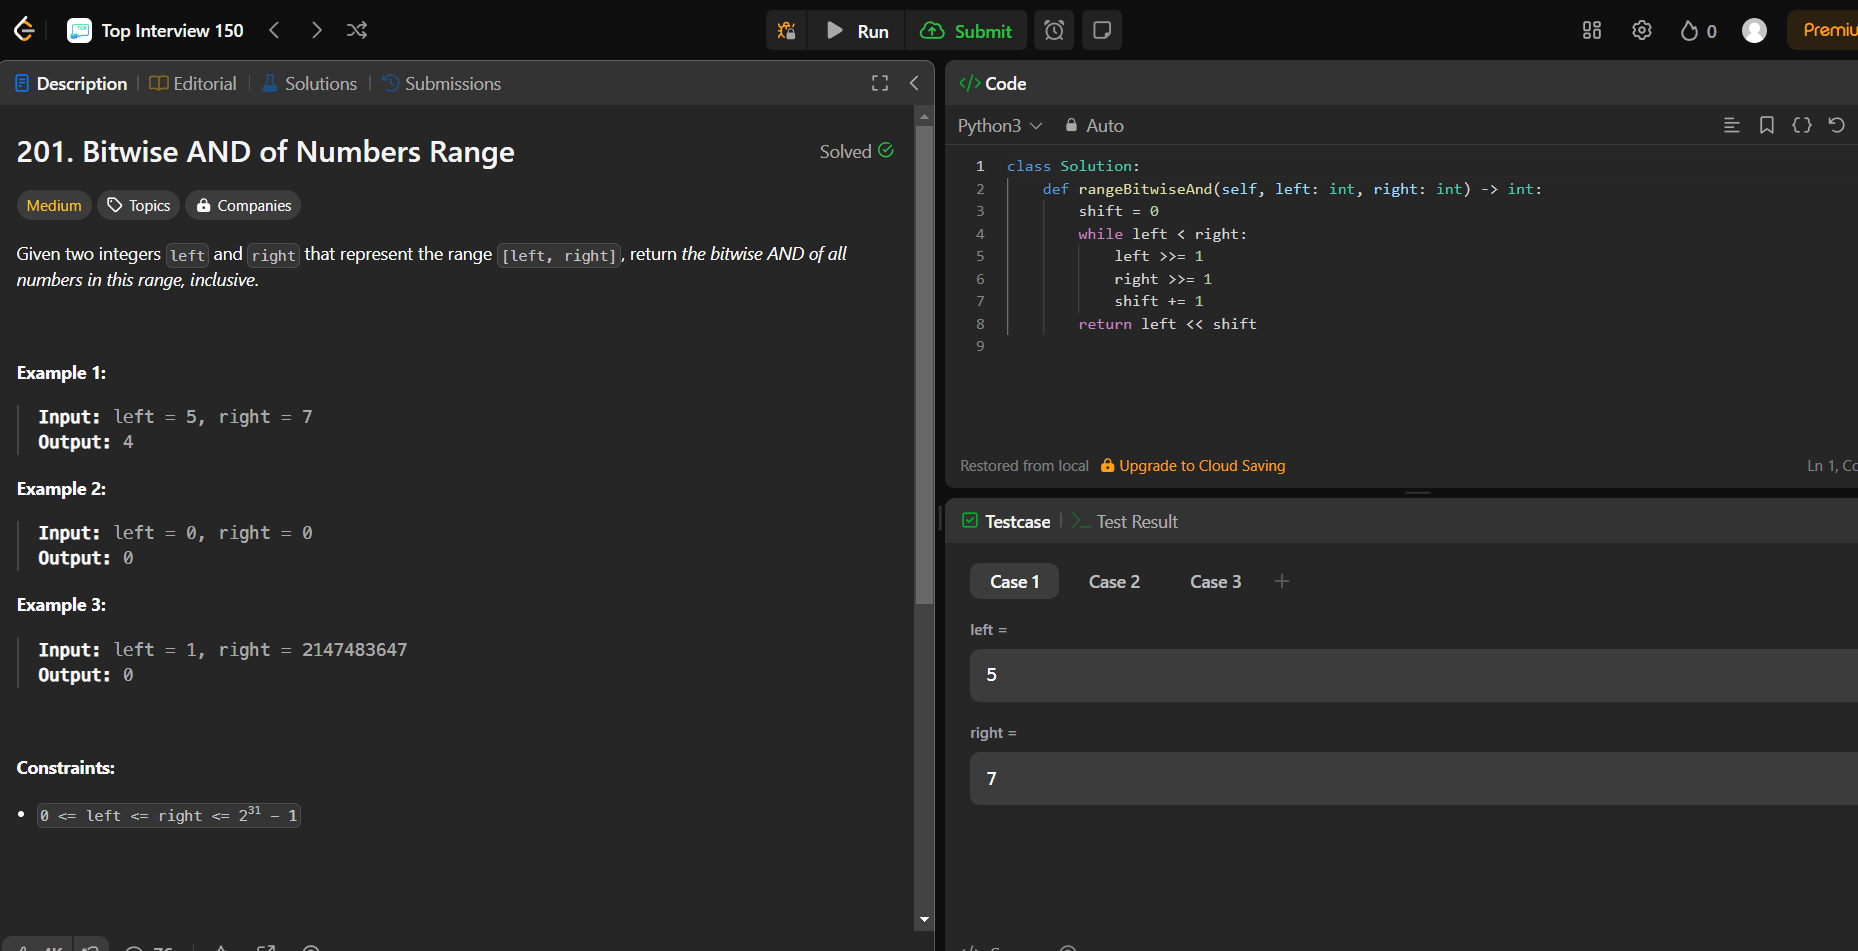 Top Interview 150
Run
Submit
0
Description
Editorial
Solutions
Submissions
201. Bitwise AND of Numbers Range
Solved
Medium
Topics
Companies
Given two integers left and right that represent the range [left, right], return the bitwise AND of all
numbers in this range, inclusive.
Example 1:
Input: left = 5, right = 7
Output: 4
Example 2:
Input: left = 0, right = 0
Output: 0
Example 3:
Input: left = 1, right = 2147483647
Output: 0
Constraints:
• 0 <= left <= right <= 2³¹ - 1
</> Code
Python3
Auto
1 class Solution:
2 def rangeBitwiseAnd(self, left: int, right: int) -> int:
3 shift = 0
4 while left < right:
5 left >>= 1
6 right >>= 1
7 shift += 1
8 return left << shift
9
Restored from local
Upgrade to Cloud Saving
Ln 1,
Testcase
Test Result
Case 1
Case 2
Case 3
left =
5
right =
7